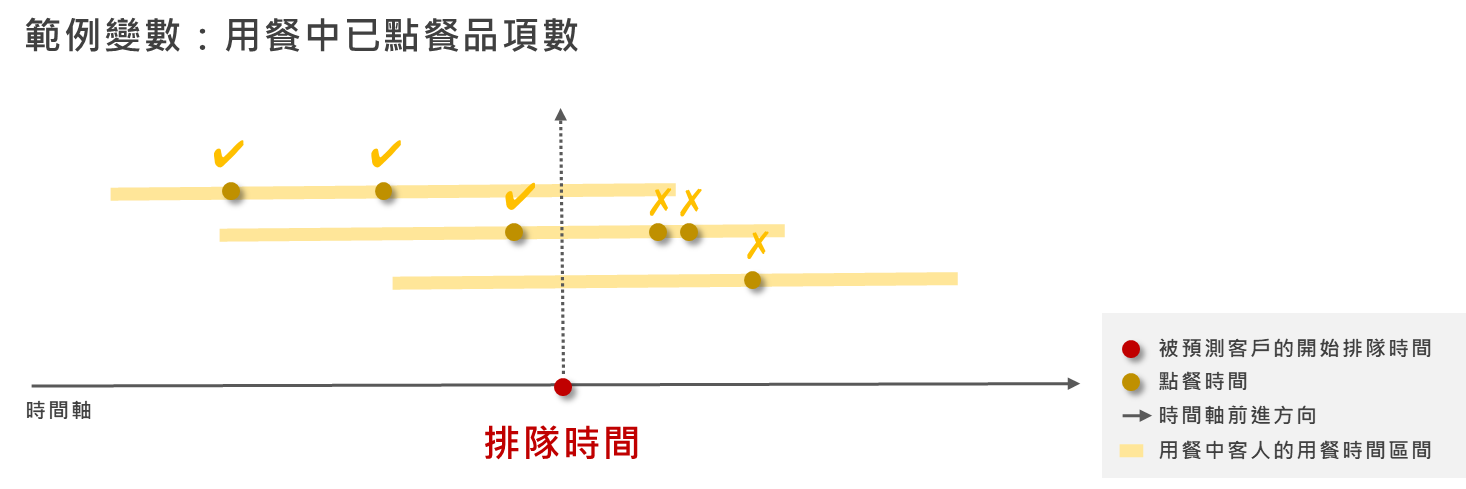 範例變數：用餐中已點餐品項數
時間軸
排隊時間
被預測客戶的開始排隊時間
點餐時間
時間軸前進方向
用餐中客人的用餐時間區間